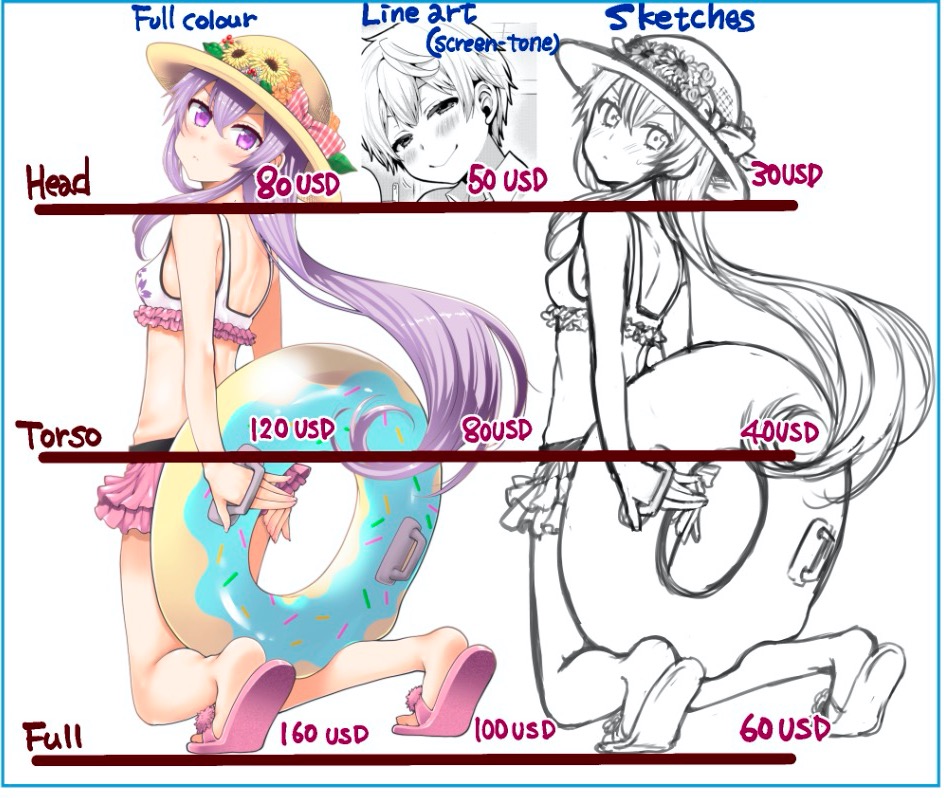 Full colour
Line art
(screen-tone)
Sketches
Head
80 USD
50 USD
30USD
Torso
120 USD
80USD
40USD
Full
160 USD
100USD
60 USD